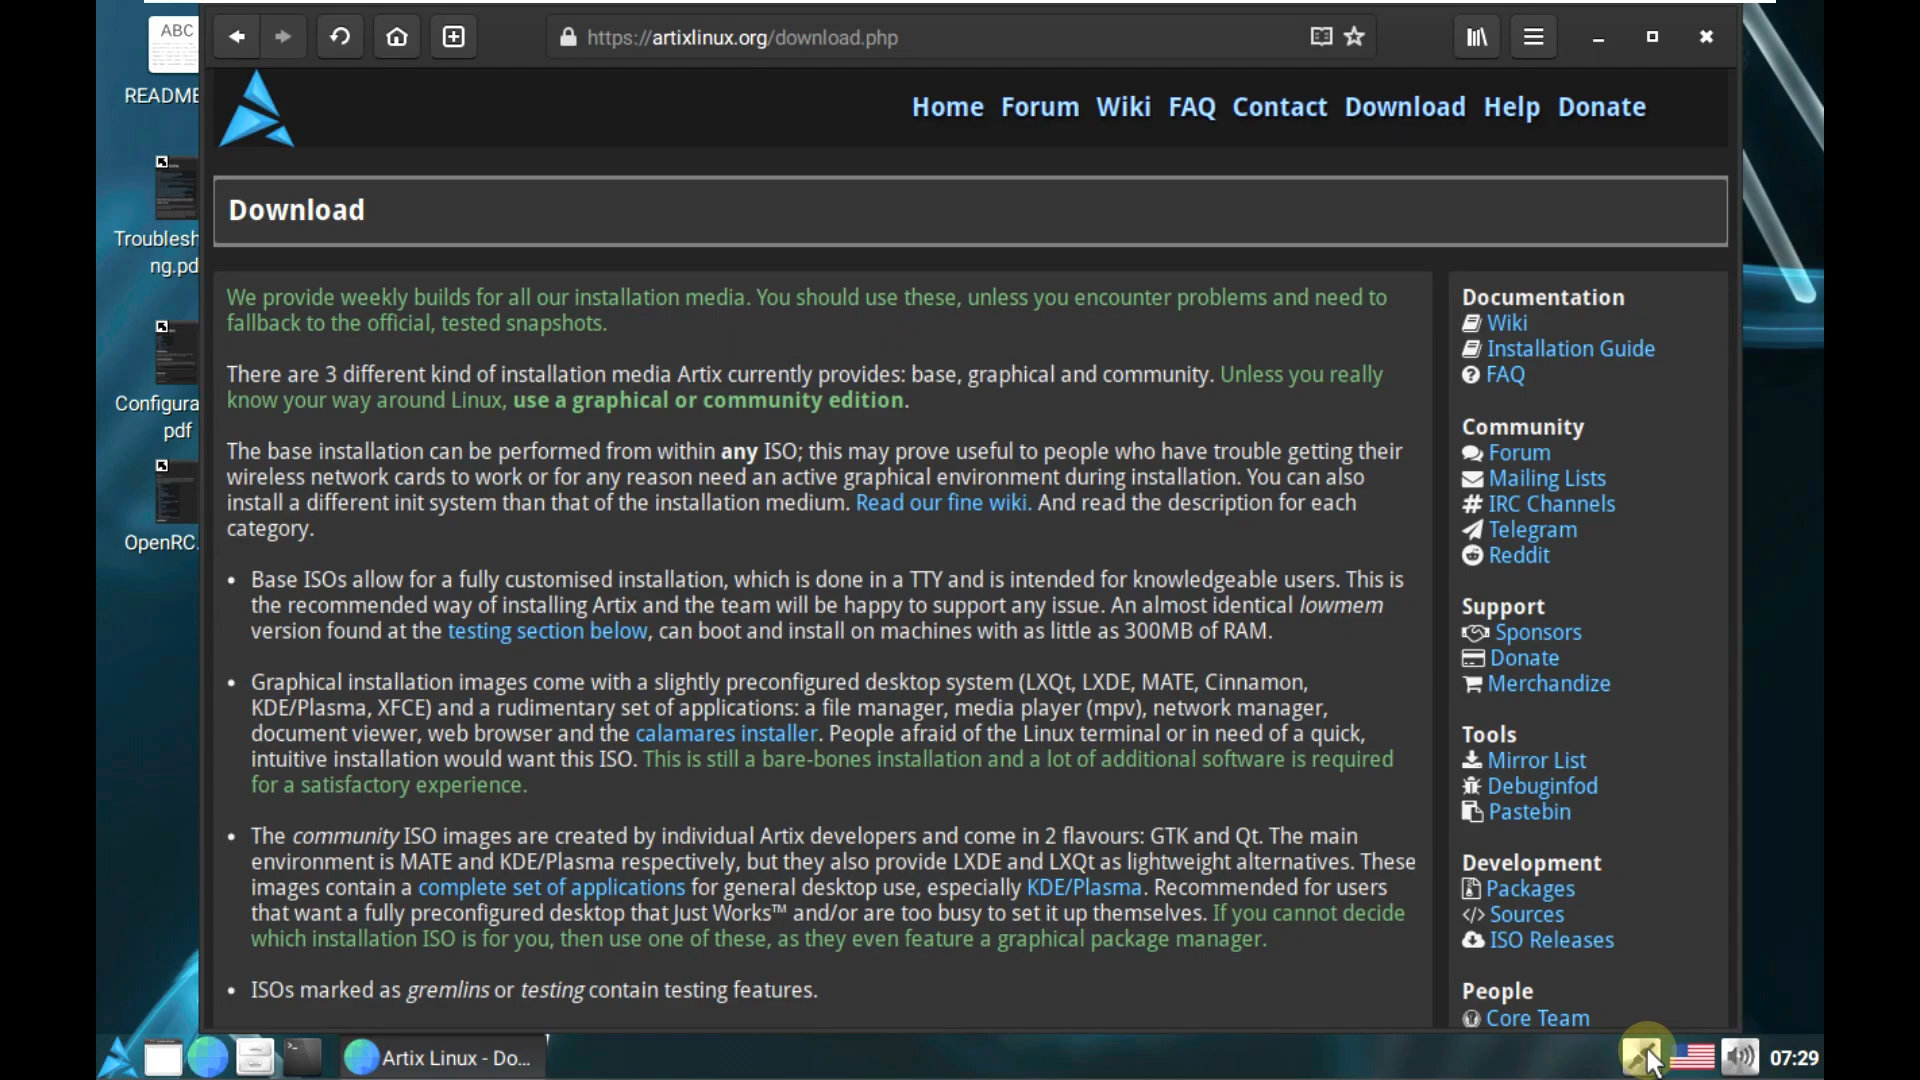 ABC
README
Troublesh
ng.pd
Configura
pdf
OpenRC.
https://artixlinux.org/download.php
Home Forum Wiki FAQ Contact Download Help Donate
Download
We provide weekly builds for all our installation media. You should use these, unless you encounter problems and need to
fallback to the official, tested snapshots.
There are 3 different kind of installation media Artix currently provides: base, graphical and community. Unless you really
know your way around Linux, use a graphical or community edition.
The base installation can be performed from within any ISO; this may prove useful to people who have trouble getting their
wireless network cards to work or for any reason need an active graphical environment during installation. You can also
install a different init system than that of the installation medium. Read our fine wiki. And read the description for each
category.
• Base ISOs allow for a fully customised installation, which is done in a TTY and is intended for knowledgeable users. This is
the recommended way of installing Artix and the team will be happy to support any issue. An almost identical lowmem
version found at the testing section below, can boot and install on machines with as little as 300MB of RAM.
• Graphical installation images come with a slightly preconfigured desktop system (LXQt, LXDE, MATE, Cinnamon,
KDE/Plasma, XFCE) and a rudimentary set of applications: a file manager, media player (mpv), network manager,
document viewer, web browser and the calamares installer. People afraid of the Linux terminal or in need of a quick,
intuitive installation would want this ISO. This is still a bare-bones installation and a lot of additional software is required
for a satisfactory experience.
• The community ISO images are created by individual Artix developers and come in 2 flavours: GTK and Qt. The main
environment is MATE and KDE/Plasma respectively, but they also provide LXDE and LXQt as lightweight alternatives. These
images contain a complete set of applications for general desktop use, especially KDE/Plasma. Recommended for users
that want a fully preconfigured desktop that Just Works™ and/or are too busy to set it up themselves. If you cannot decide
which installation ISO is for you, then use one of these, as they even feature a graphical package manager.
• ISOs marked as gremlins or testing contain testing features.
Documentation
Wiki
Installation Guide
FAQ
Community
Forum
Mailing Lists
IRC Channels
Telegram
Reddit
Support
Sponsors
Donate
Merchandize
Tools
Mirror List
Debuginfod
Pastebin
Development
Packages
Sources
ISO Releases
People
Core Team
Artix Linux - Do...
07:29